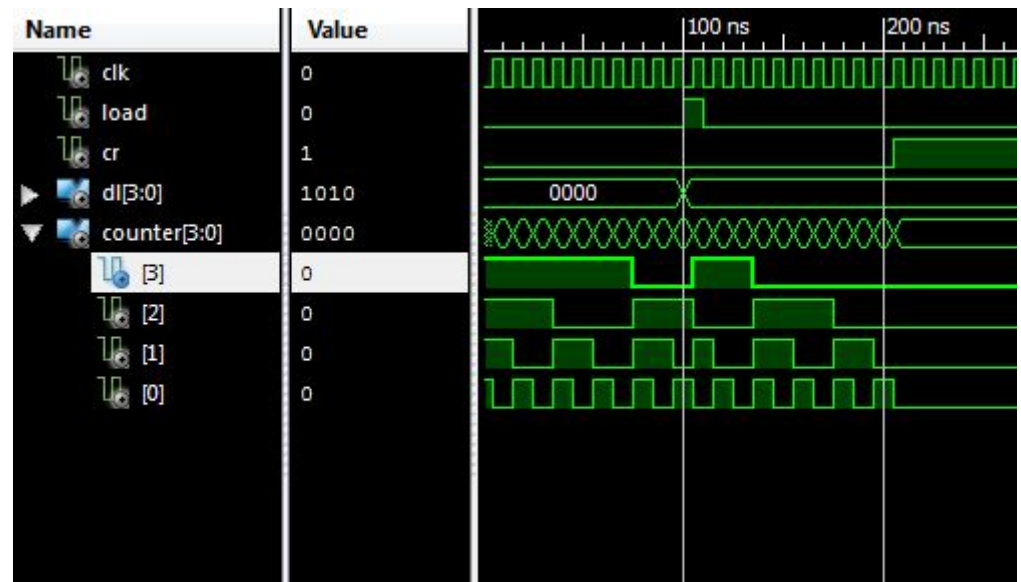 Name Value 100 ns 200 ns
clk 0
load 0
cr 1
dl[3:0] 1010 0000
counter[3:0] 0000
[3] 0
[2] 0
[1] 0
[0] 0